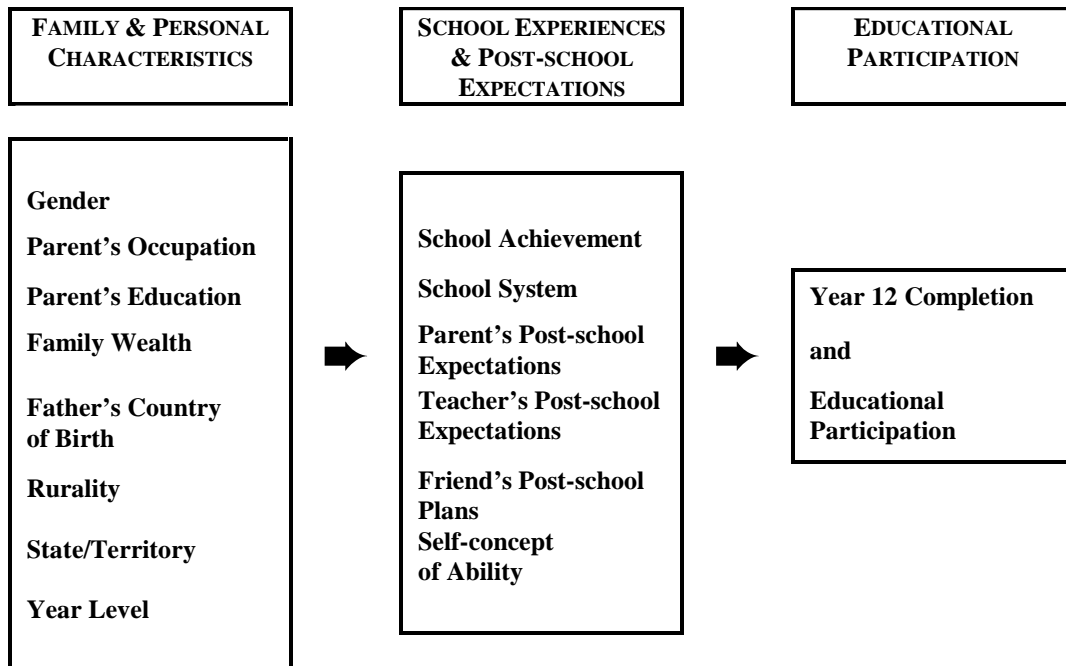 FAMILY & PERSONAL
CHARACTERISTICS
SCHOOL EXPERIENCES
& POST-SCHOOL
EXPECTATIONS
EDUCATIONAL
PARTICIPATION
Gender
Parent’s Occupation
Parent’s Education
Family Wealth
Father’s Country
of Birth
Rurality
State/Territory
Year Level
School Achievement
School System
Parent’s Post-school
Expectations
Teacher’s Post-school
Expectations
Friend’s Post-school
Plans
Self-concept
of Ability
Year 12 Completion
and
Educational
Participation